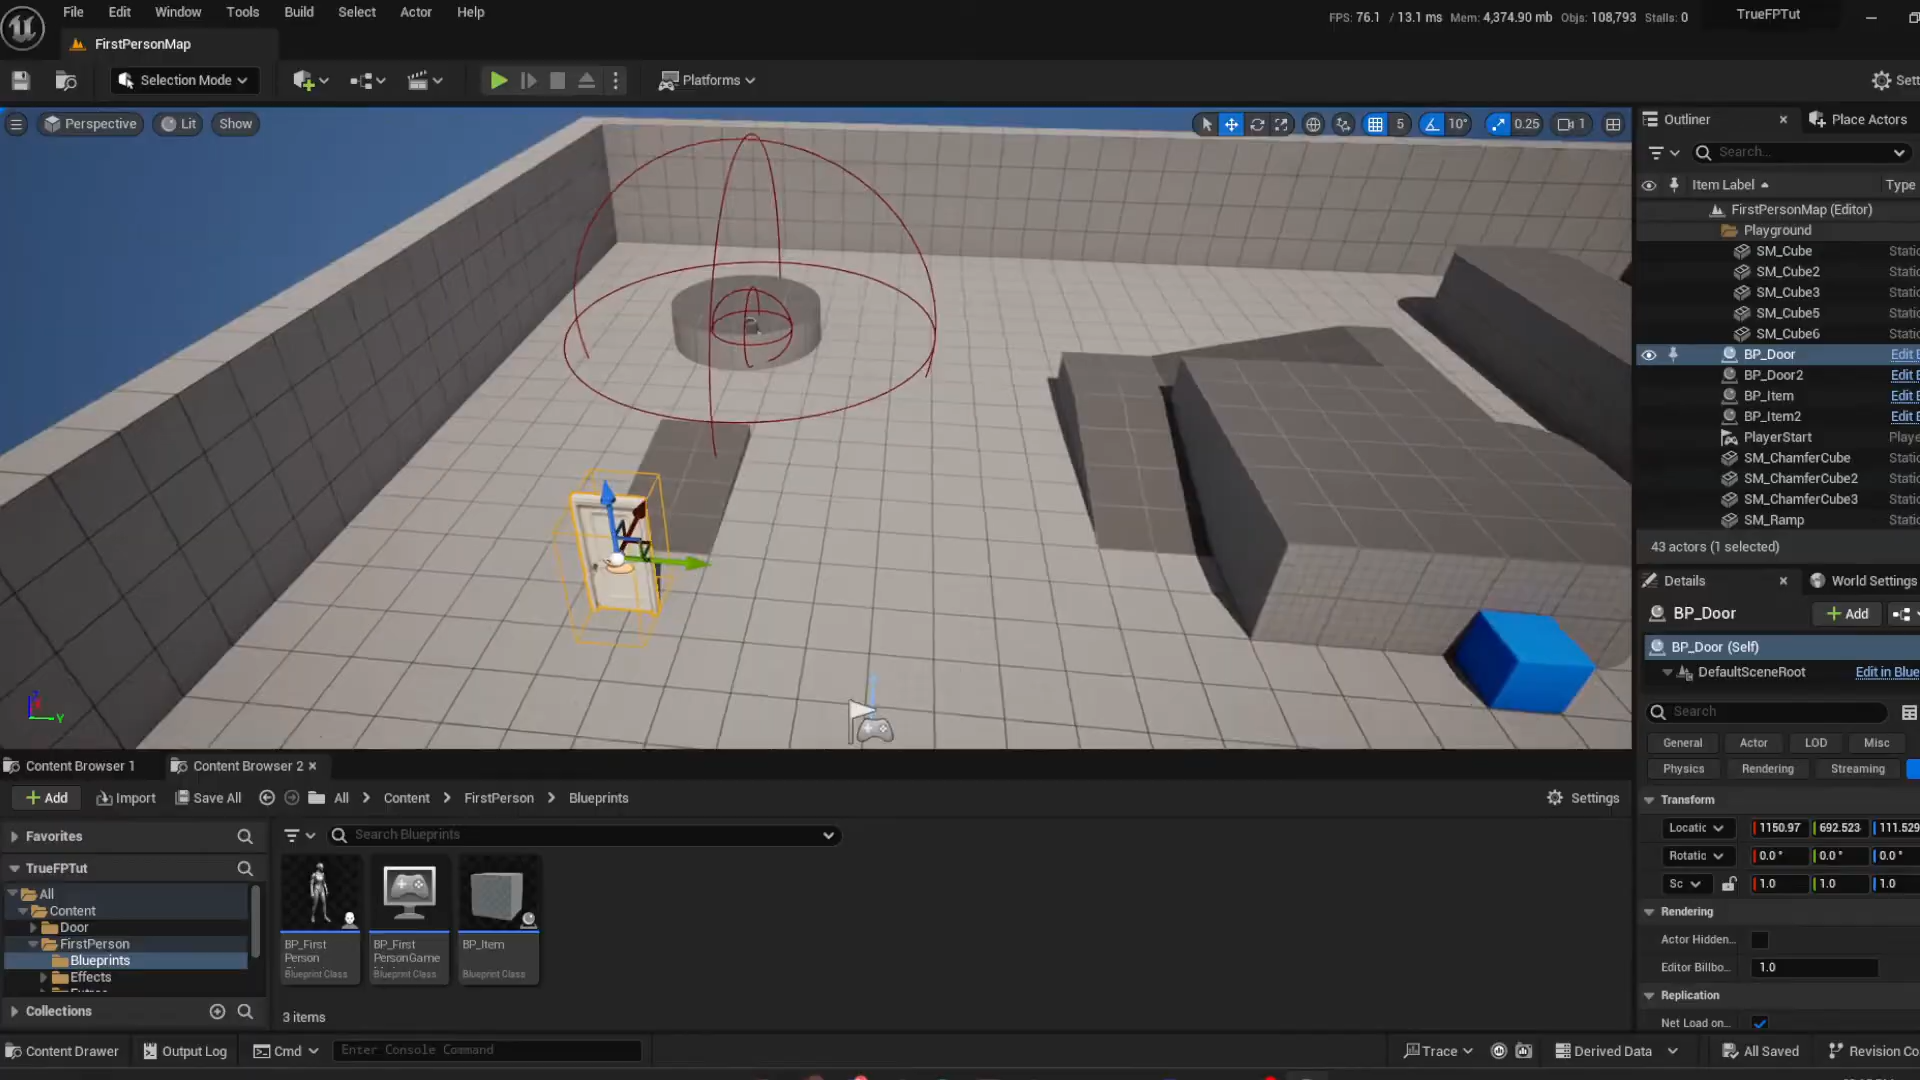 File Edit Window Tools Build Select Actor Help
FPS: 76.1 / 13.1 ms Mem: 4,374.90 mb Objs: 108,793 Stalls: 0 TrueFPTut
FirstPersonMap
Selection Mode Platforms Sett
Perspective Lit Show 5 10° 0.25 1
Outliner Place Actors
Search...
Item Label Type
FirstPersonMap (Editor)
Playground
SM_Cube Static
SM_Cube2 Static
SM_Cube3 Static
SM_Cube5 Static
SM_Cube6 Static
BP_Door Edit E
BP_Door2 Edit E
BP_Item Edit E
BP_Item2 Edit E
PlayerStart Playe
SM_ChamferCube Static
SM_ChamferCube2 Static
SM_ChamferCube3 Static
SM_Ramp Static
43 actors (1 selected)
Details World Settings
BP_Door Add
BP_Door (Self)
DefaultSceneRoot Edit in Blue
Search
General Actor LOD Misc
Physics Rendering Streaming
Transform
Locatic 1150.97 692.523 111.529
Rotatic 0.0 ° 0.0 ° 0.0 °
Sc 1.0 1.0 1.0
Rendering
Actor Hidden...
Editor Billbo... 1.0
Replication
Net Load on...
Content Browser 1 Content Browser 2
Add Import Save All All Content FirstPerson Blueprints Settings
Favorites
Search Blueprints
TrueFPTut
All
Content
Door
FirstPerson
Blueprints
Effects
Collections
BP_First
Person
Blueprint Class
BP_First
PersonGame
Blueprint Class
BP_Item
Blueprint Class
3 items
Content Drawer Output Log Cmd Enter Console Command Trace Derived Data All Saved Revision Co